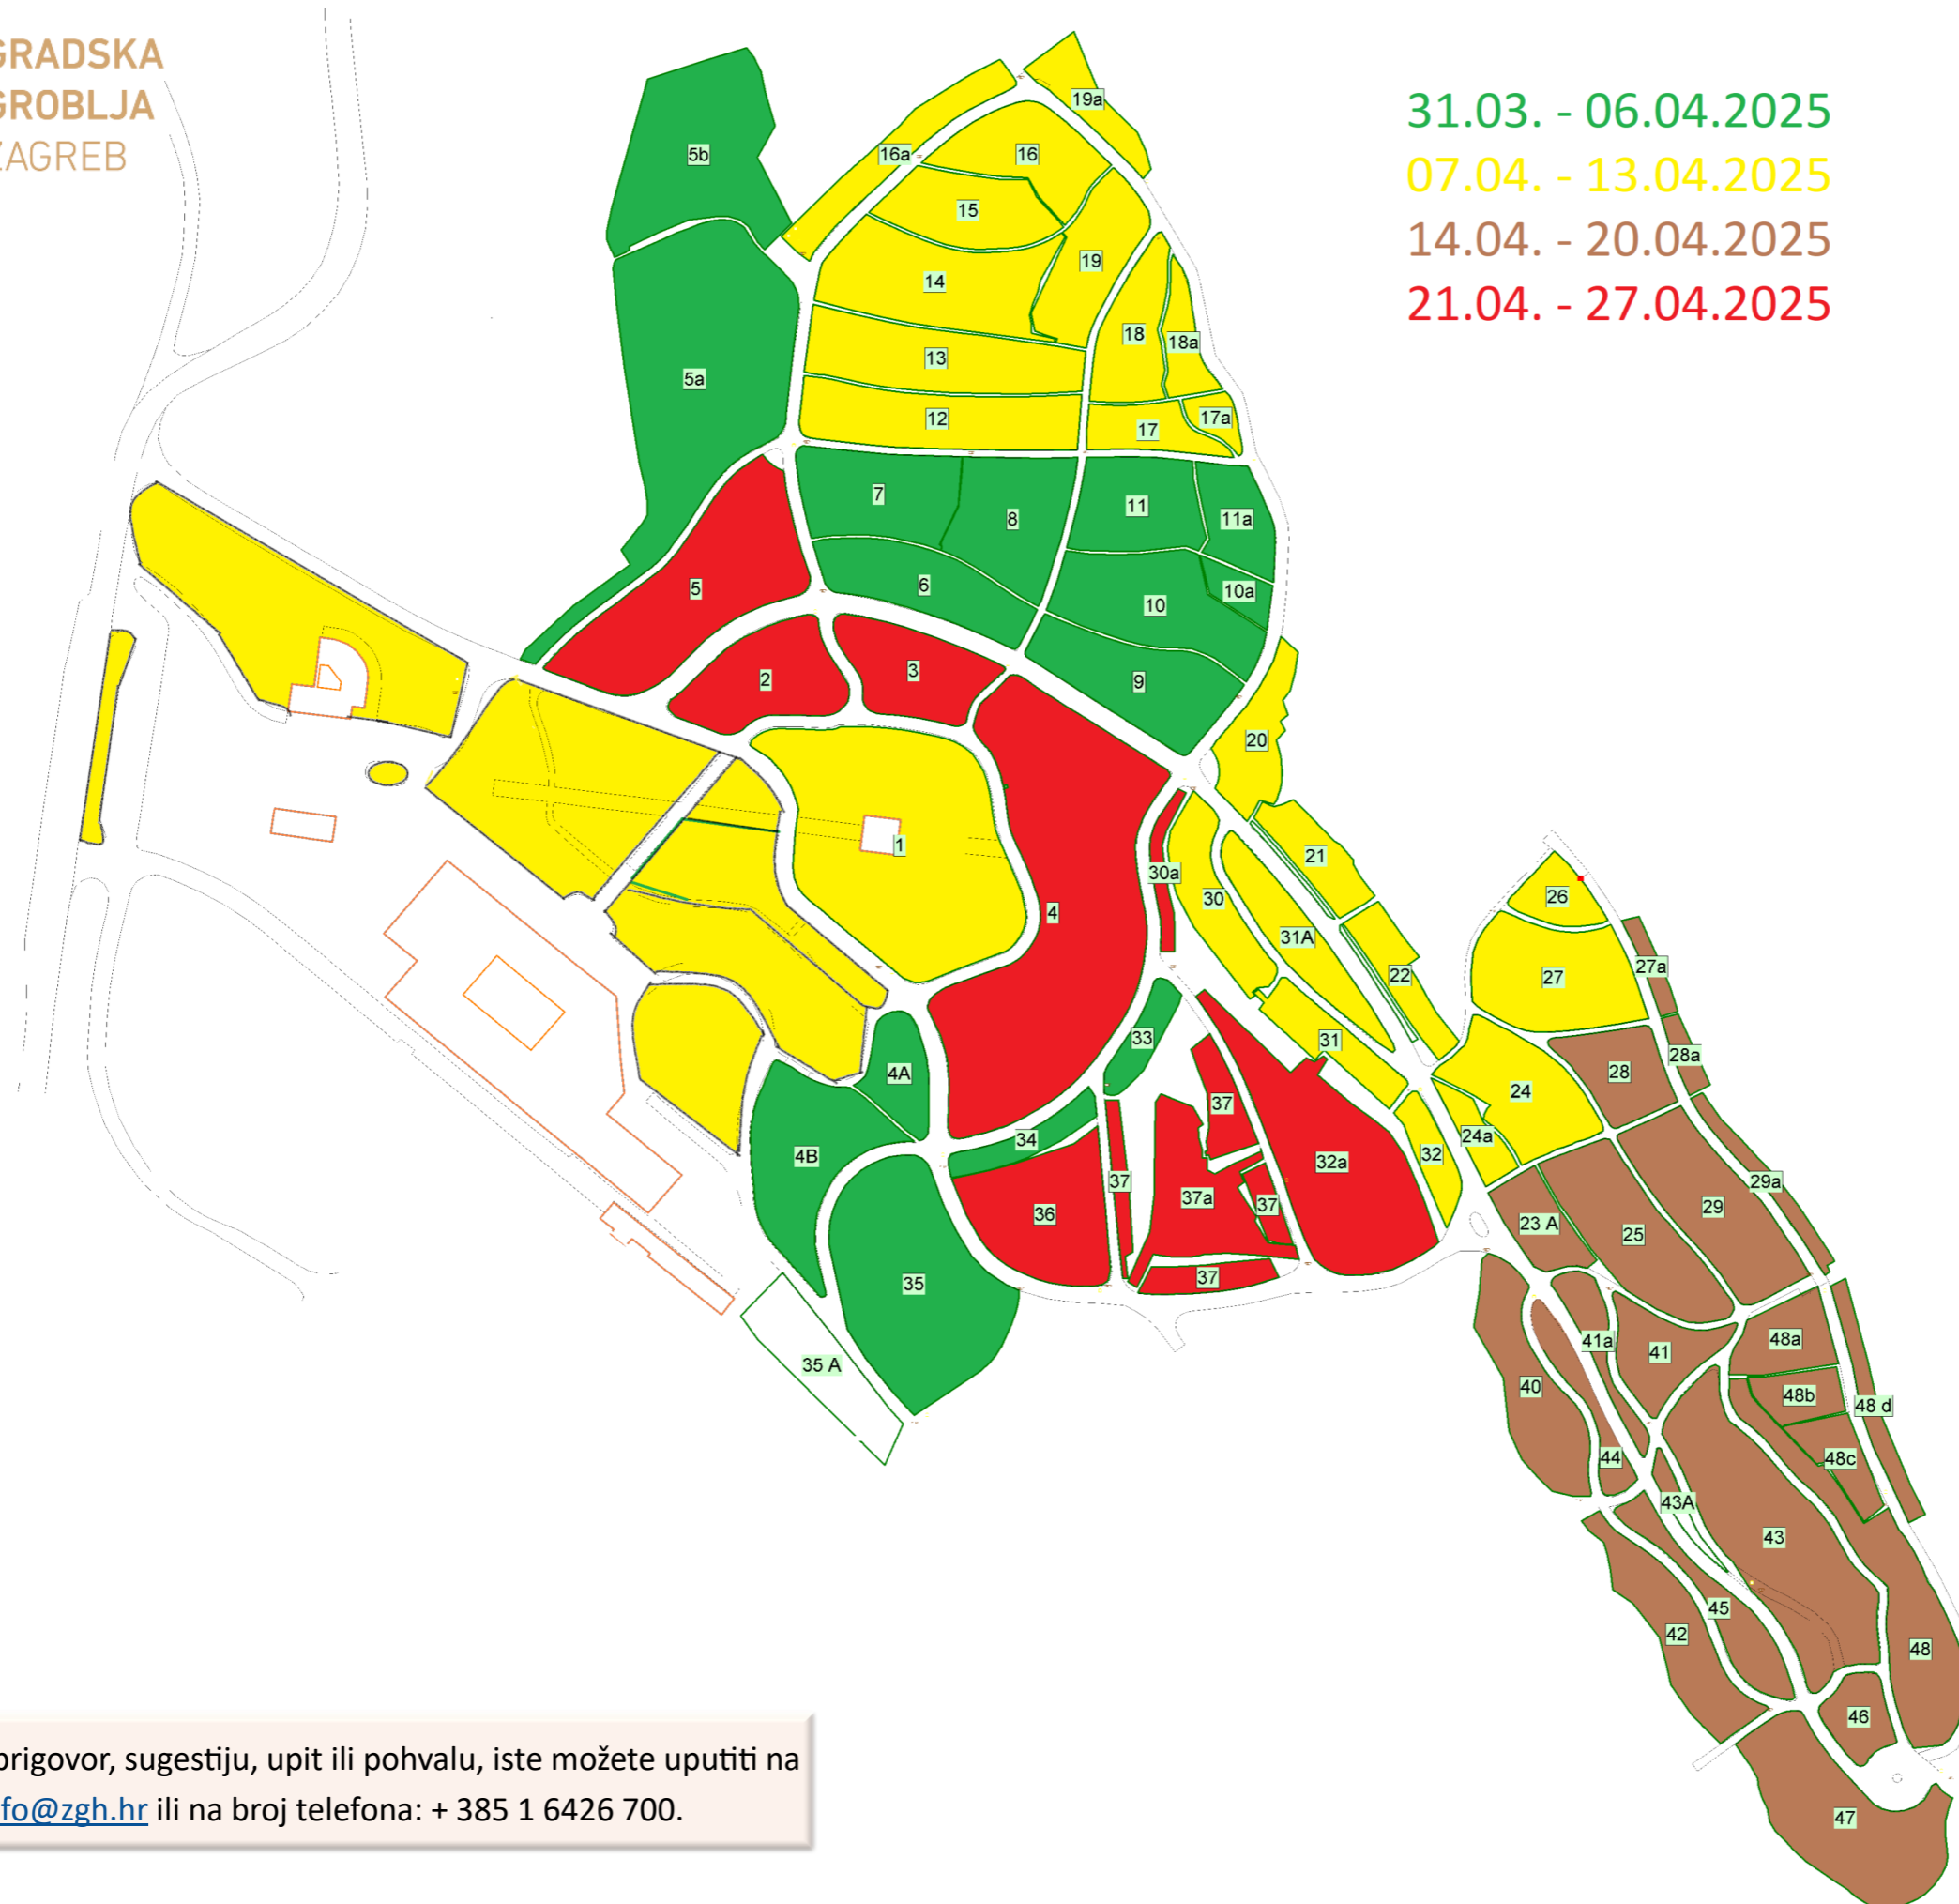 GRADSKA
GROBLJA
ZAGREB
31.03. - 06.04.2025
07.04. - 13.04.2025
14.04. - 20.04.2025
21.04. - 27.04.2025
19a
5b
16a
16
15
19
14
18
18a
13
5a
12
17
17a
7
8
11
11a
5
6
10
10a
2
3
9
20
1
21
30a
30
26
4
31A
22
27
27a
33
31
28
28a
4A
24
37
34
24a
4B
32a
32
37
37a
37
29a
36
29
23 A
25
35
37
41a
41
48a
35 A
40
48b
48 d
44
48c
43A
43
45
42
48
46
47
prigovor, sugestiju, upit ili pohvalu, iste možete uputiti na
fo@zgh.hr ili na broj telefona: + 385 1 6426 700.